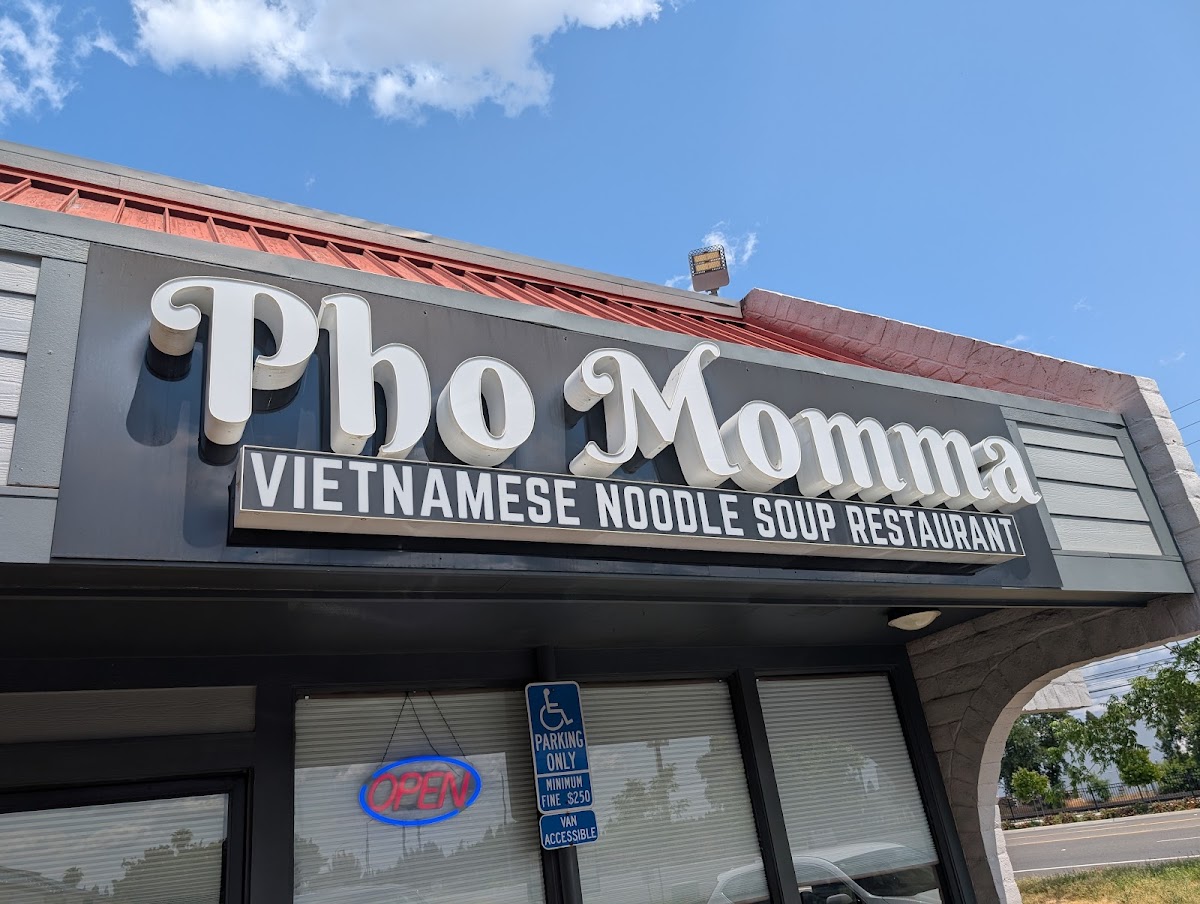 Pho Momma
VIETNAMESE NOODLE SOUP RESTAURANT
OPEN
PARKING
ONLY
MINIMUM
FINE $250
VAN
ACCESSIBLE